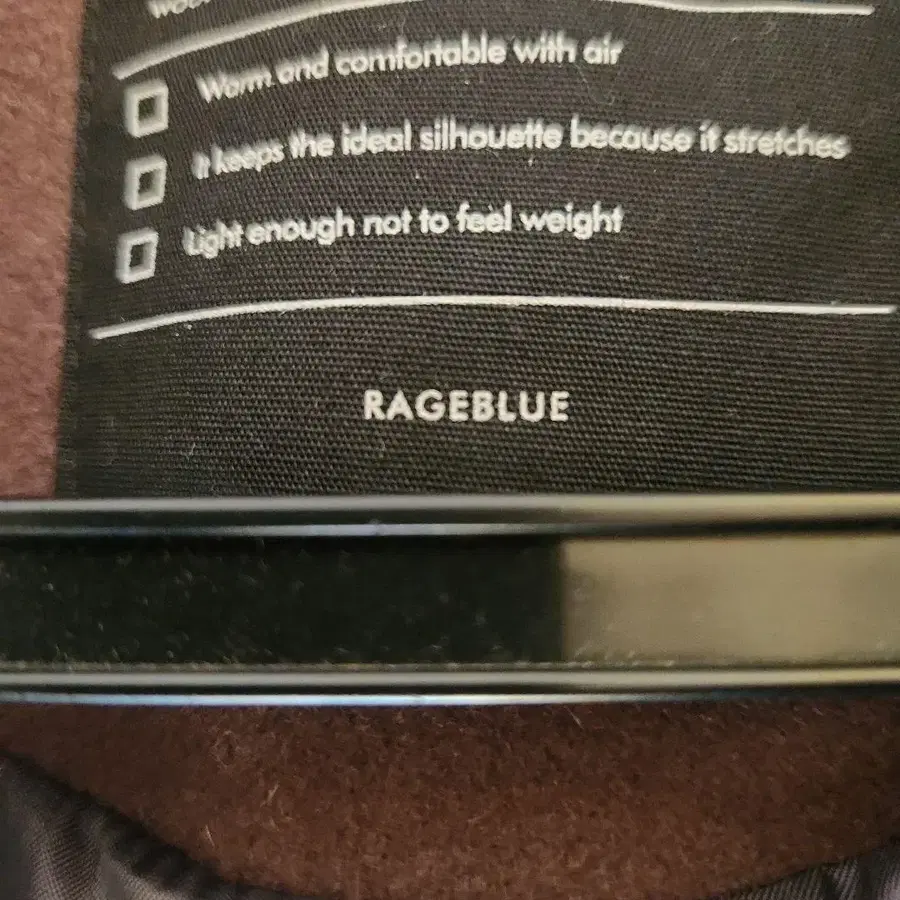 Warm and comfortable with air
It keeps the ideal silhouette because it stretches
Light enough not to feel weight
RAGEBLUE